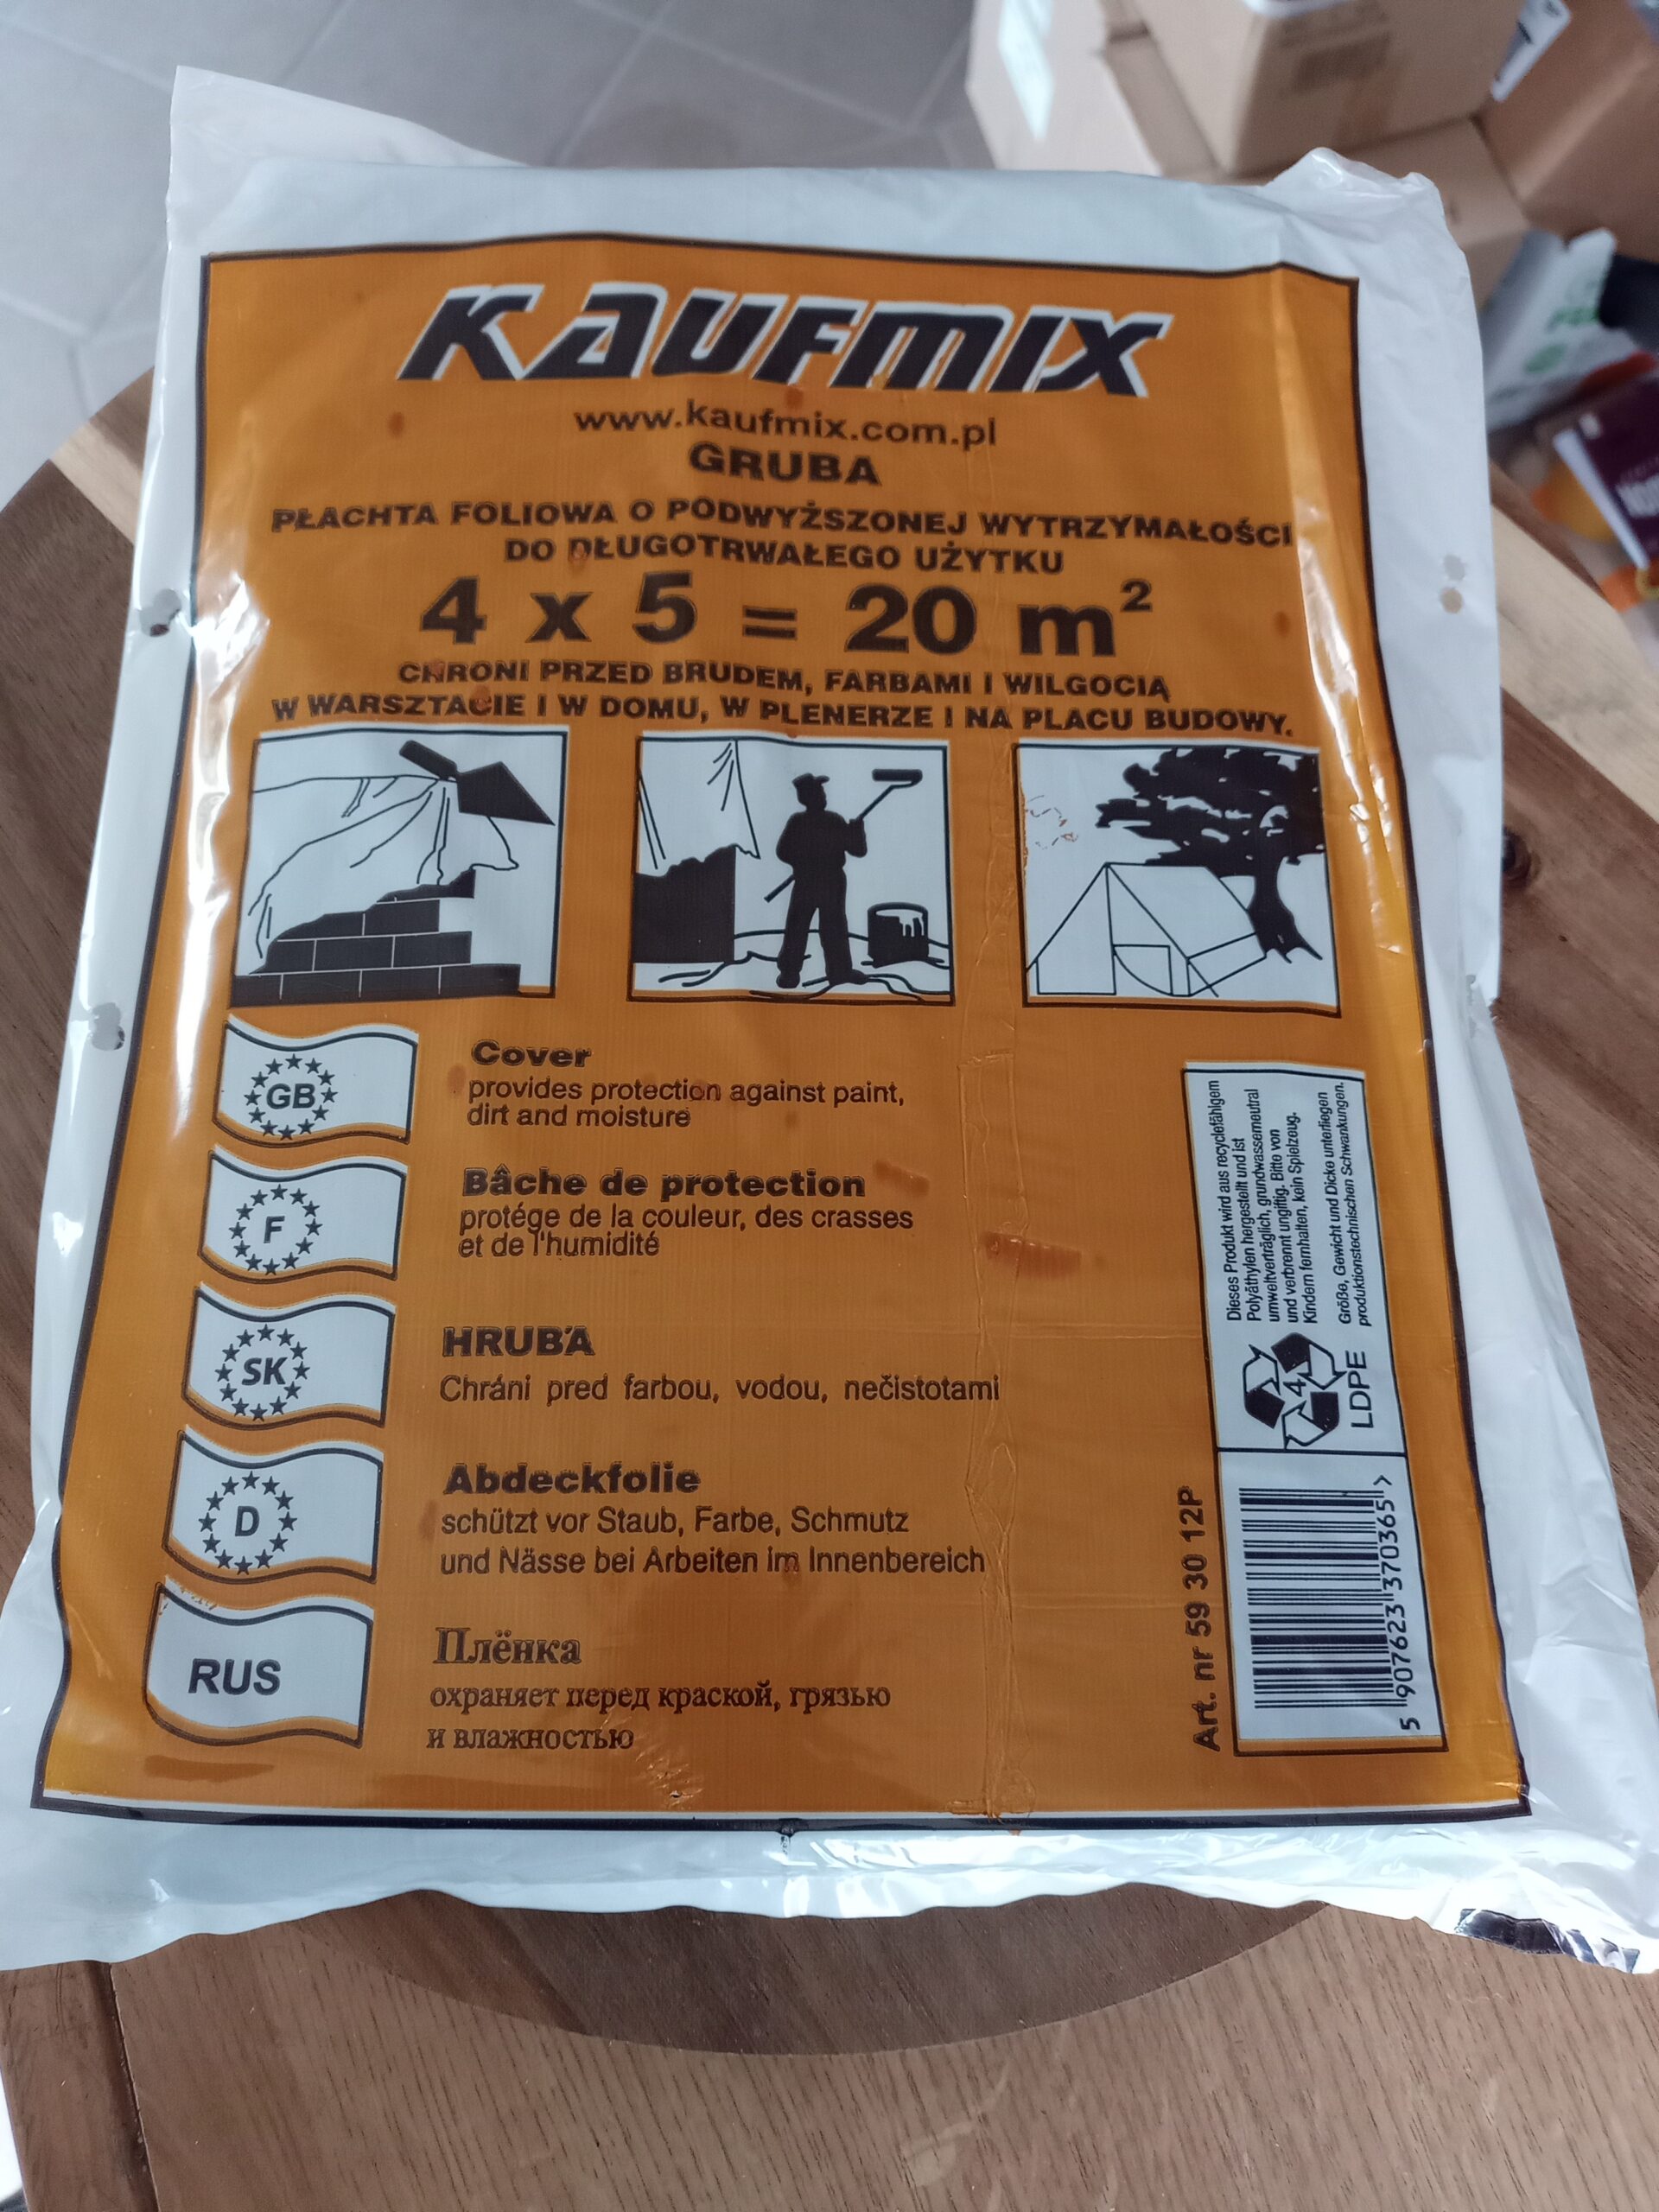 KAUFMIX
www.kaufmix.com.pl
GRUBA
PŁACHTA FOLIOWA O PODWYŻSZONEJ WYTRZYMAŁOŚCI
DO DŁUGOTRWAŁEGO UŻYTKU
4 x 5 = 20 m²
CHRONI PRZED BRUDEM, FARBAMI I WILGOCIĄ
W WARSZTACIE I W DOMU, W PLENERZE I NA PLACU BUDOWY.
GB
Cover
provides protection against paint,
dirt and moisture
F
Bâche de protection
protége de la couleur, des crasses
et de l'humidité
SK
HRUB'A
Chráni pred farbou, vodou, nečistotami
D
Abdeckfolie
schützt vor Staub, Farbe, Schmutz
und Nässe bei Arbeiten im Innenbereich
RUS
Плёнка
охраняет перед краской, грязью
и влажностью
Dieses Produkt wird aus recyclefähigem
Polyäthylen hergestellt und ist
umweltverträglich, grundwasserneutral
und verbrennt ungiftig. Bitte von
Kindern fernhalten, kein Spielzeug.
Größe, Gewicht und Dicke unterliegen
produktionstechnischen Schwankungen.
4
LDPE
Art. nr 59 30 12P
5 907623 370365 >